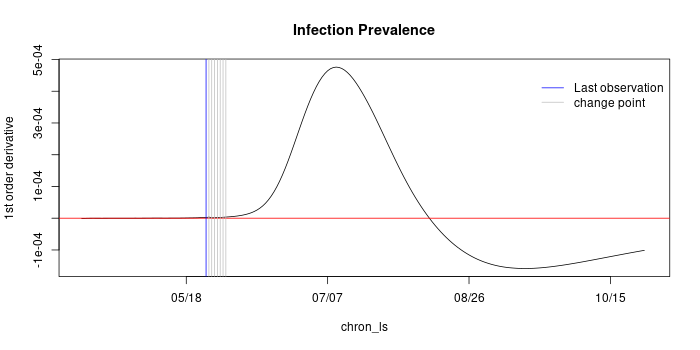 Infection Prevalence
1st order derivative
5e-04
3e-04
1e-04
-1e-04
Last observation
change point
05/18
07/07
08/26
10/15
chron_ls